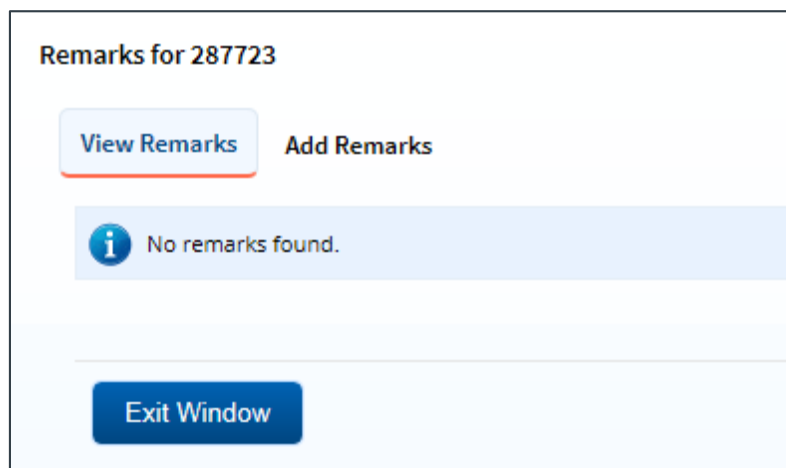 Remarks for 287723
View Remarks Add Remarks
No remarks found.
Exit Window